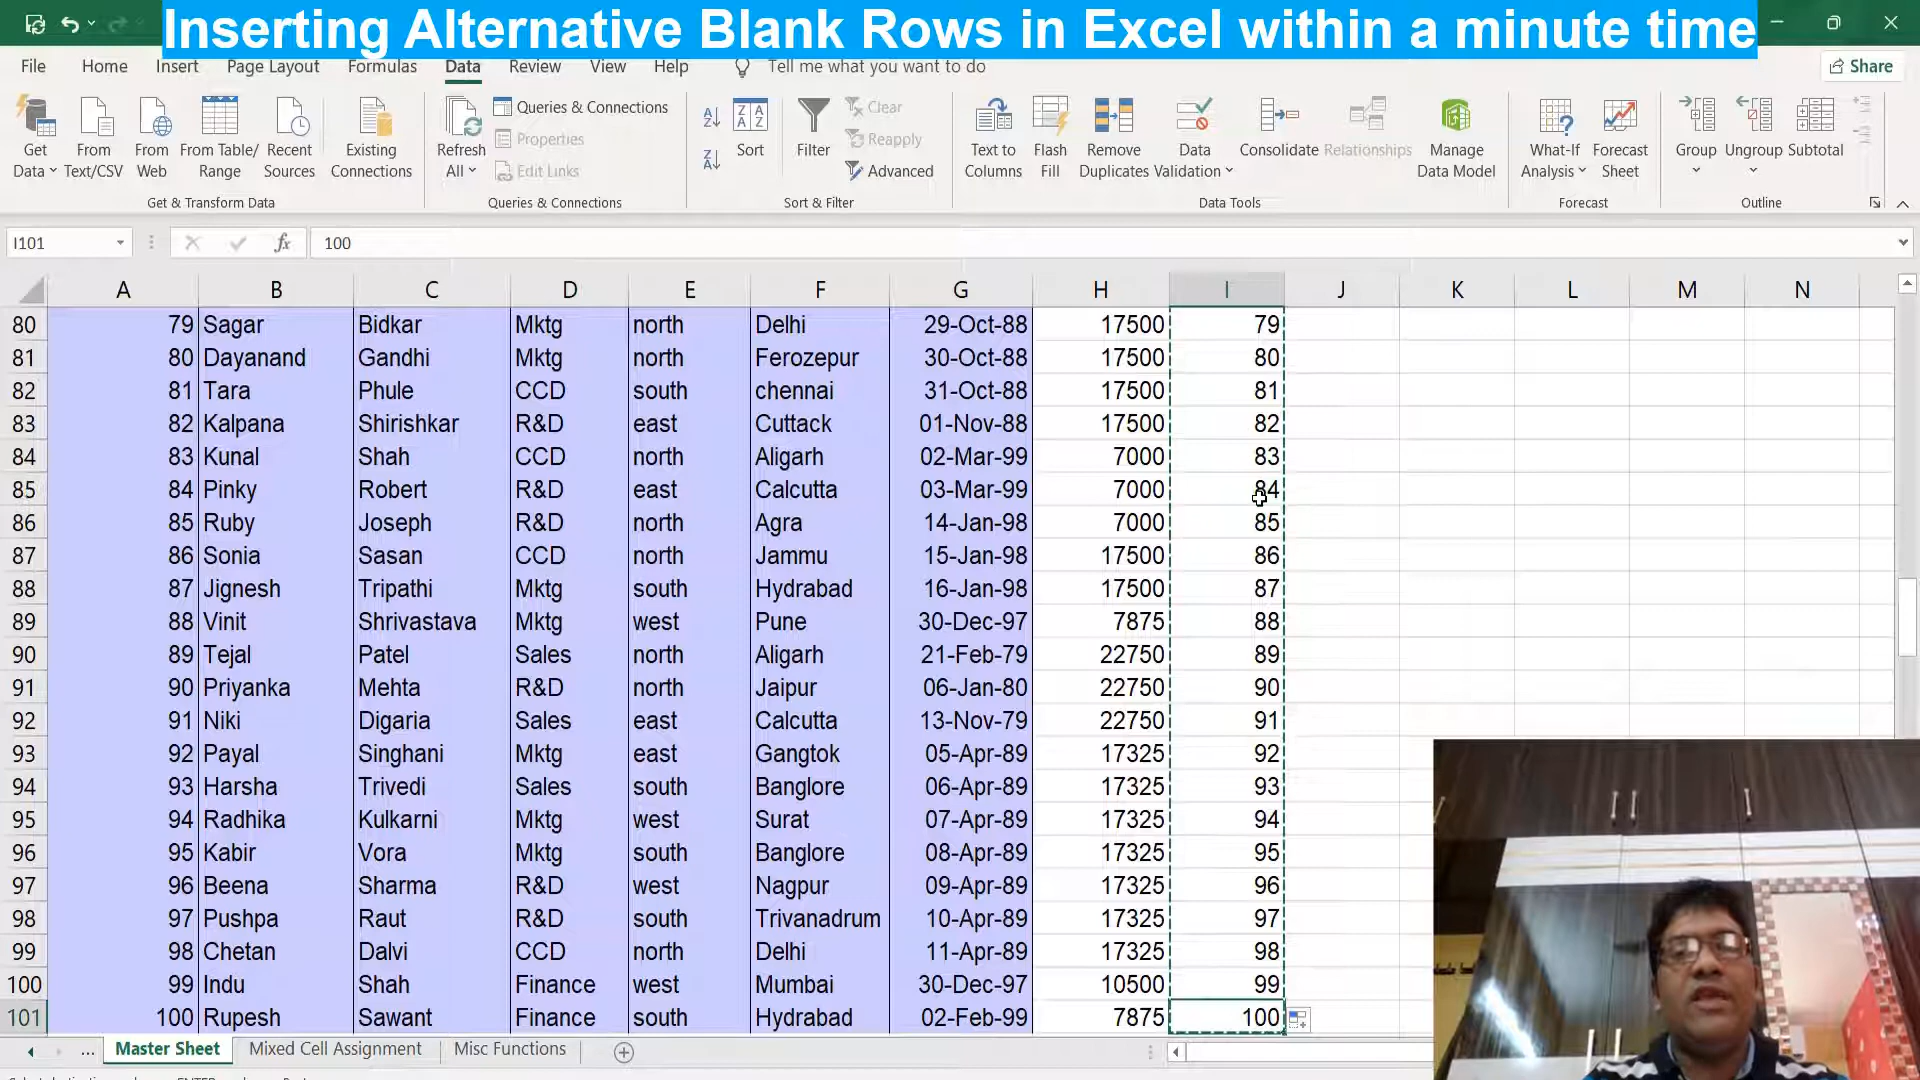 Inserting Alternative Blank Rows in Excel within a minute time
File Home Insert Page Layout Formulas Data Review View Help Tell me what you want to do Share
Get Data
From Text/CSV
From Web
From Table/ Range
Recent Sources
Existing Connections
Get & Transform Data
Refresh All
Queries & Connections
Properties
Edit Links
Queries & Connections
Sort
Filter
Clear
Reapply
Advanced
Sort & Filter
Text to Columns
Flash Fill
Remove Duplicates
Data Validation
Consolidate
Relationships
Manage Data Model
Data Tools
What-If Analysis
Forecast Sheet
Forecast
Group
Ungroup
Subtotal
Outline
I101 fx 100
A B C D E F G H I J K L M N
80 79 Sagar Bidkar Mktg north Delhi 29-Oct-88 17500 79
81 80 Dayanand Gandhi Mktg north Ferozepur 30-Oct-88 17500 80
82 81 Tara Phule CCD south chennai 31-Oct-88 17500 81
83 82 Kalpana Shirishkar R&D east Cuttack 01-Nov-88 17500 82
84 83 Kunal Shah CCD north Aligarh 02-Mar-99 7000 83
85 84 Pinky Robert R&D east Calcutta 03-Mar-99 7000 84
86 85 Ruby Joseph R&D north Agra 14-Jan-98 7000 85
87 86 Sonia Sasan CCD north Jammu 15-Jan-98 17500 86
88 87 Jignesh Tripathi Mktg south Hydrabad 16-Jan-98 17500 87
89 88 Vinit Shrivastava Mktg west Pune 30-Dec-97 7875 88
90 89 Tejal Patel Sales north Aligarh 21-Feb-79 22750 89
91 90 Priyanka Mehta R&D north Jaipur 06-Jan-80 22750 90
92 91 Niki Digaria Sales east Calcutta 13-Nov-79 22750 91
93 92 Payal Singhani Mktg east Gangtok 05-Apr-89 17325 92
94 93 Harsha Trivedi Sales south Banglore 06-Apr-89 17325 93
95 94 Radhika Kulkarni Mktg west Surat 07-Apr-89 17325 94
96 95 Kabir Vora Mktg south Banglore 08-Apr-89 17325 95
97 96 Beena Sharma R&D west Nagpur 09-Apr-89 17325 96
98 97 Pushpa Raut R&D south Trivanadrum 10-Apr-89 17325 97
99 98 Chetan Dalvi CCD north Delhi 11-Apr-89 17325 98
100 99 Indu Shah Finance west Mumbai 30-Dec-97 10500 99
101 100 Rupesh Sawant Finance south Hydrabad 02-Feb-99 7875 100
... Master Sheet Mixed Cell Assignment Misc Functions